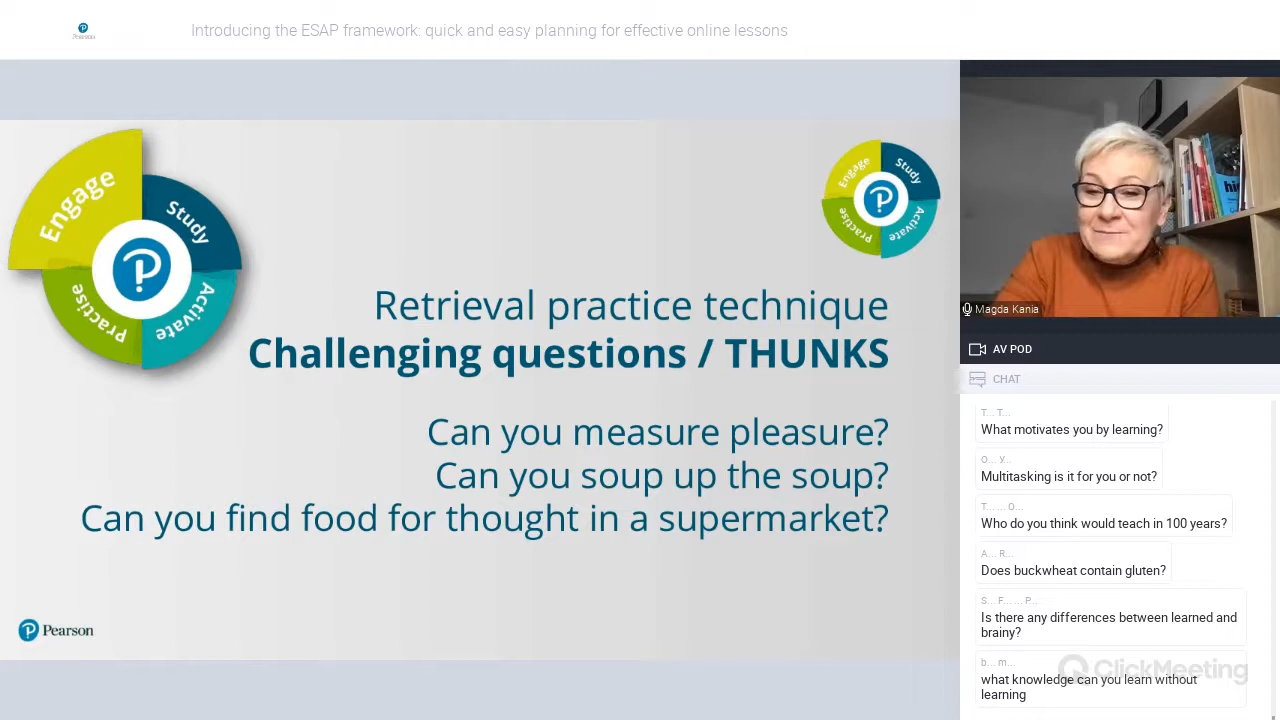 Pearson
Introducing the ESAP framework: quick and easy planning for effective online lessons
Engage
Study
Practise
Activate
Engage
Study
Practise
Activate
Retrieval practice technique
Challenging questions / THUNKS
Can you measure pleasure?
Can you soup up the soup?
Can you find food for thought in a supermarket?
Pearson
Magda Kania
AV POD
CHAT
T... T...
What motivates you by learning?
О... У...
Multitasking is it for you or not?
T... ... O...
Who do you think would teach in 100 years?
A... R...
Does buckwheat contain gluten?
S... F... ... P...
Is there any differences between learned and
brainy?
b... m...
what knowledge can you learn without
learning
ClickMeeting